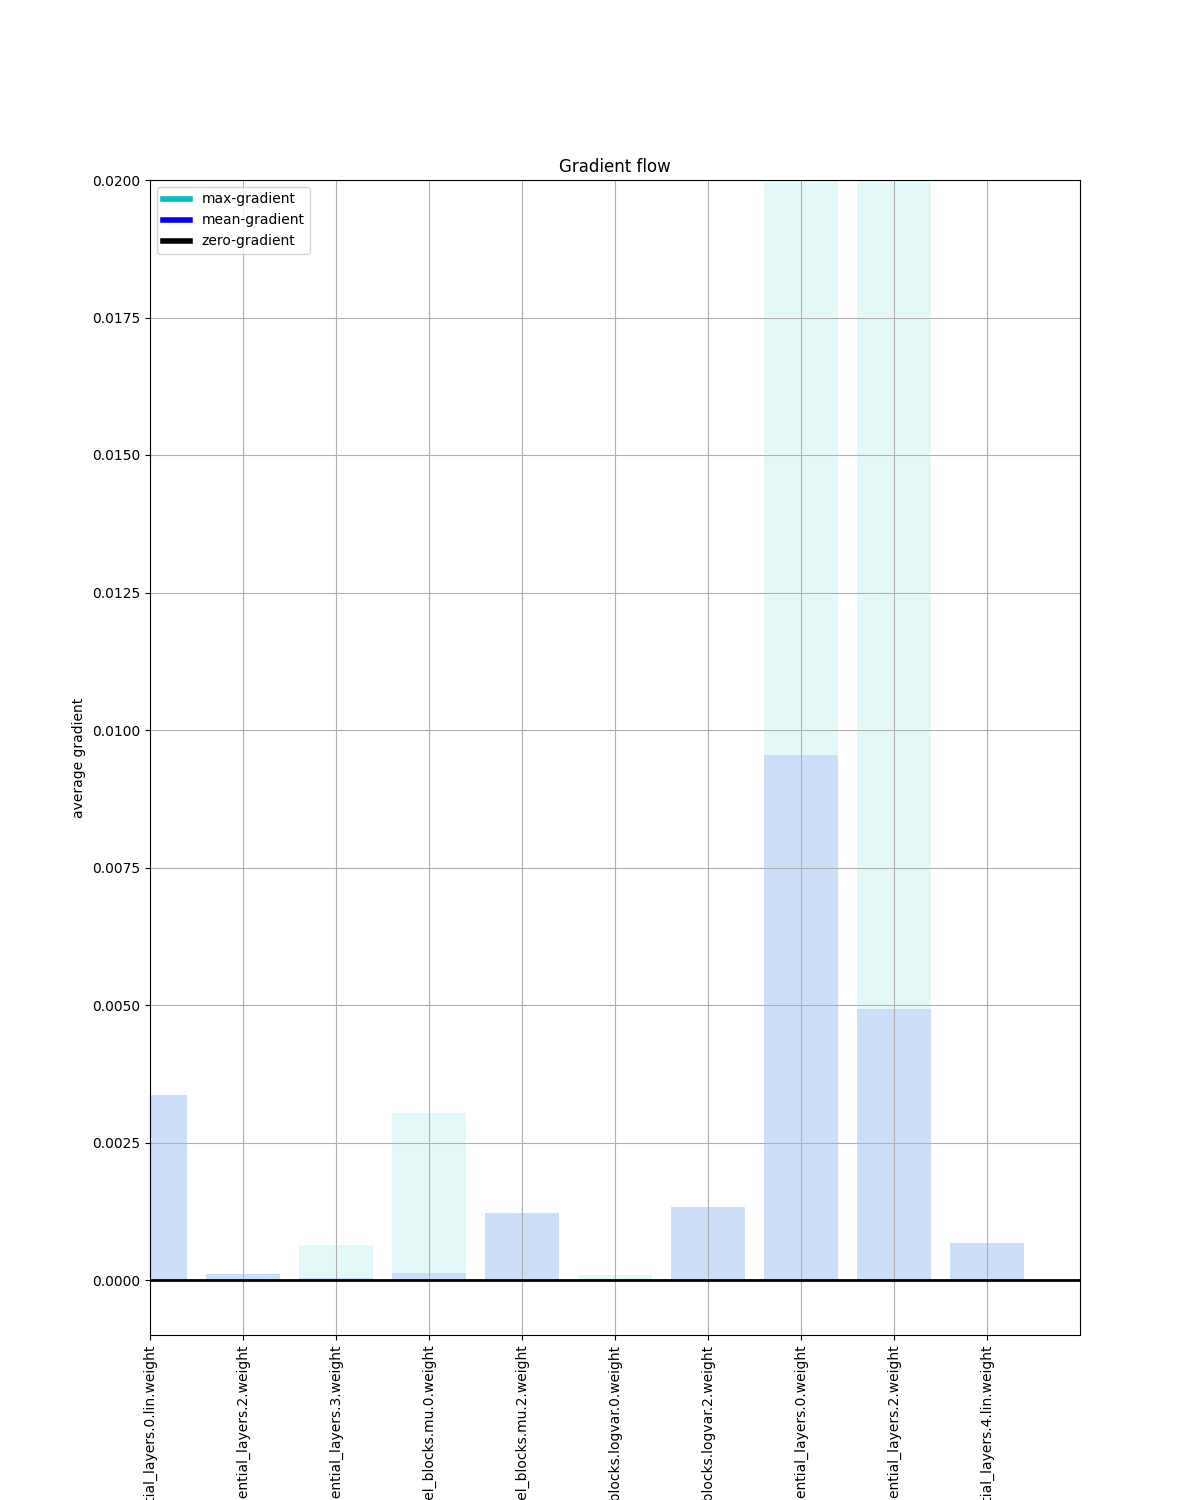 Gradient flow
max-gradient
mean-gradient
zero-gradient
0.0200
0.0175
0.0150
0.0125
0.0100
0.0075
0.0050
0.0025
0.0000
average gradient
tial_layers.0.lin.weight
ential_layers.2.weight
ential_layers.3.weight
el_blocks.mu.0.weight
el_blocks.mu.2.weight
blocks.logvar.0.weight
blocks.logvar.2.weight
ential_layers.0.weight
ential_layers.2.weight
tial_layers.4.lin.weight